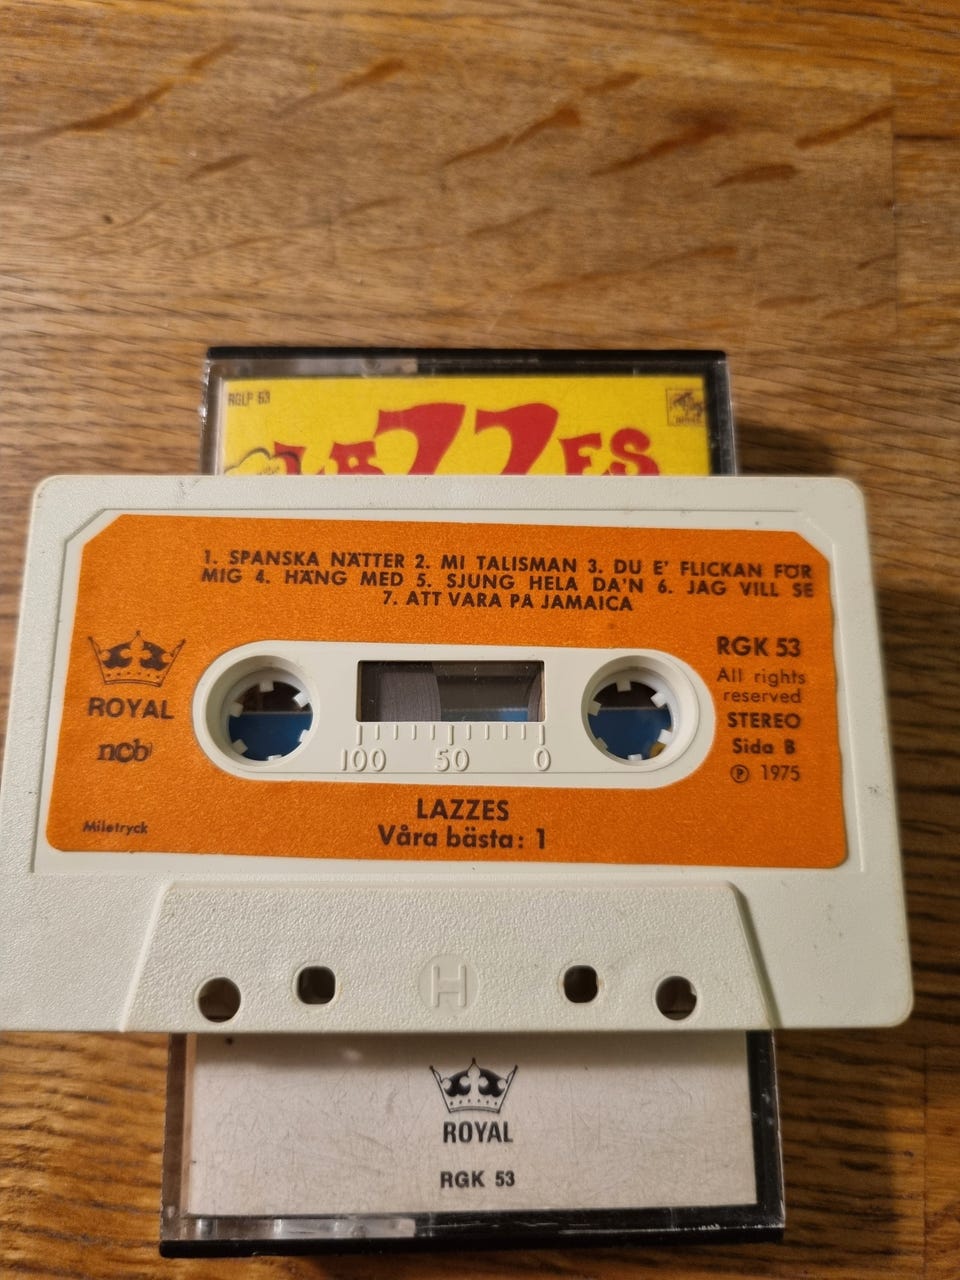 RGLP 53
LAZZES
1. SPANSKA NÄTTER 2. MI TALISMAN 3. DU E' FLICKAN FÖR
MIG 4. HÄNG MED 5. SJUNG HELA DA'N 6. JAG VILL SE
7. ATT VARA PÅ JAMAICA
ROYAL
ncb
RGK 53
All rights
reserved
STEREO
Sida B
Ⓟ 1975
100 50 0
LAZZES
Våra bästa: 1
Miletryck
H
ROYAL
RGK 53